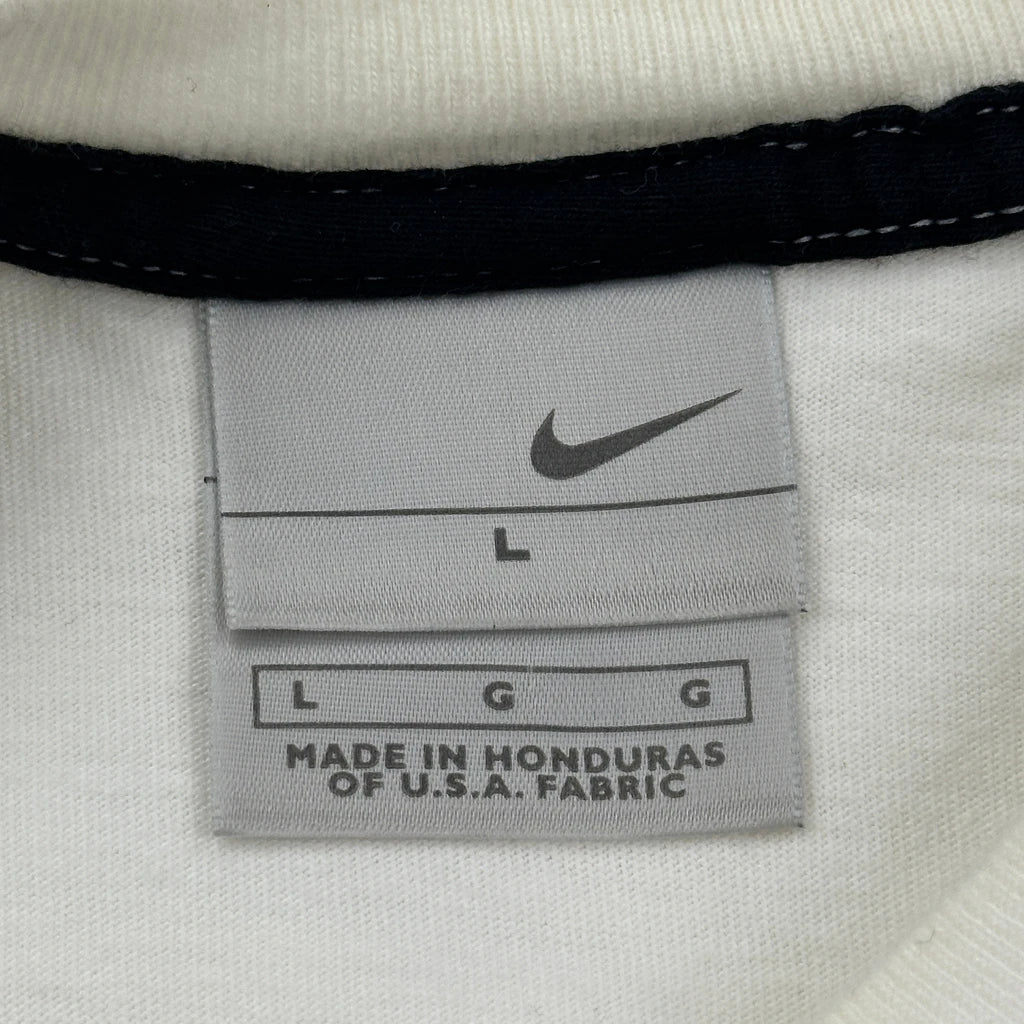 L
L G G
MADE IN HONDURAS
OF U.S.A. FABRIC